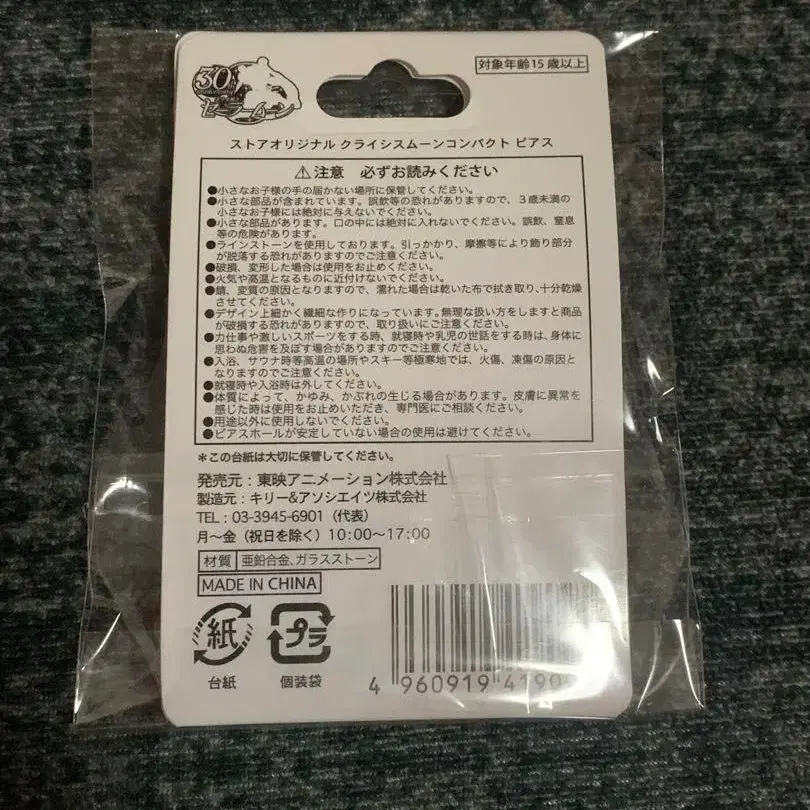 30th
anniversary
セーラームーン
対象年齢15歳以上
ストアオリジナル クライシスムーンコンパクト ピアス
⚠注意 必ずお読みください
●小さなお子様の手の届かない場所に保管してください。
●小さな部品が含まれています。誤飲等の恐れがありますので、３歳未満の
小さなお子様には絶対に与えないでください。
●小さな部品があります。口の中には絶対に入れないでください。誤飲、窒息
等の危険があります。
●ラインストーンを使用しております。引っかかり、摩擦等により飾り部分
が脱落する恐れがありますのでご注意ください。
●破損、変形した場合は使用をお止めください。
●火気や高温となるものに近付けないでください。
●錆、変質の原因となりますので、濡れた場合は乾いた布で拭き取り、十分乾燥
させてください。
●デザイン上細かく繊細な作りになっています。無理な扱い方をしますと商品
が破損する恐れがありますので、取り扱いにご注意ください。
●力仕事や激しいスポーツをする時、就寝時や乳児の世話をする時は、身体に
思わぬ危害を及ぼす場合がありますのでご注意ください。
●入浴、サウナ時等高温の場所やスキー等極寒地では、火傷、凍傷の原因と
なりますのでご注意ください。
●就寝時や入浴時は外してください。
●体質によって、かゆみ、かぶれの生じる場合があります。皮膚に異常を
感じた時は使用をお止めいただき、専門医にご相談ください。
●用途以外に使用しないでください。
●ピアスホールが安定していない場合の使用は避けてください。
＊この台紙は大切に保管してください。
発売元：東映アニメーション株式会社
製造元：キリー&アソシエイツ株式会社
TEL：03-3945-6901（代表）
月〜金（祝日を除く）10:00〜17:00
材質 亜鉛合金、ガラスストーン
MADE IN CHINA
紙 プラ
台紙 個装袋
4 960919 4190